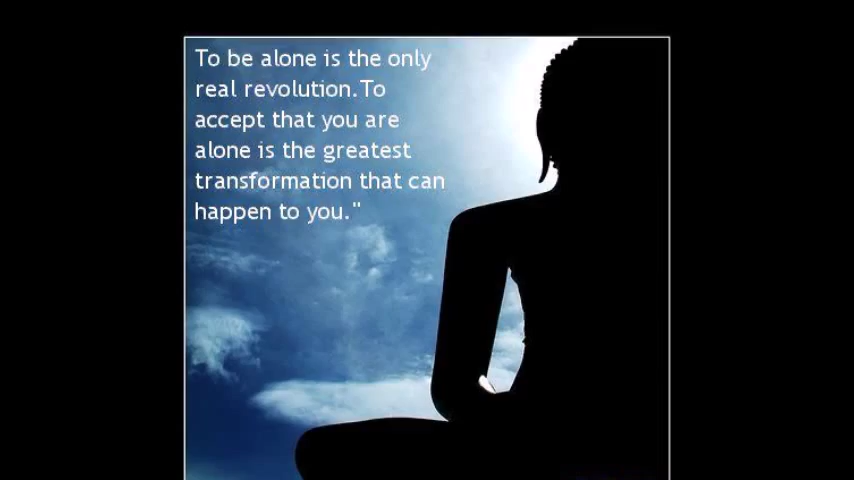 To be alone is the only
real revolution.To
accept that you are
alone is the greatest
transformation that can
happen to you."